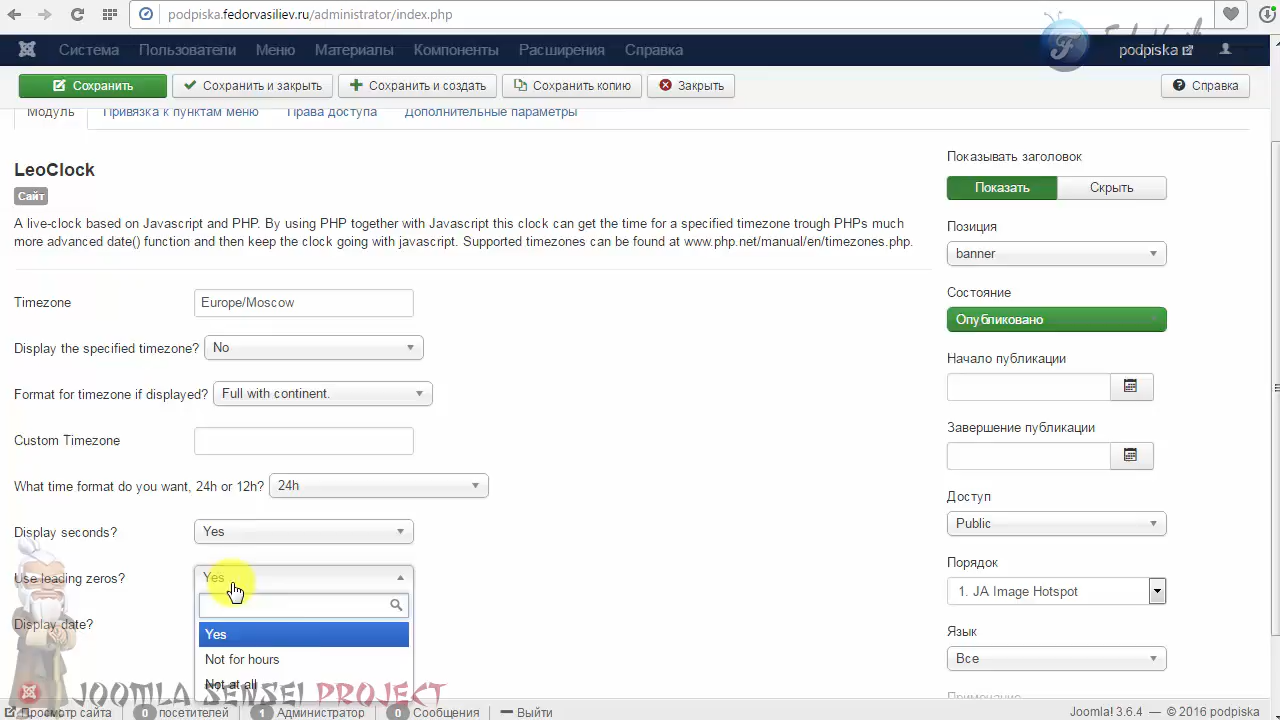 podpiska.fedorvasiliev.ru/administrator/index.php
Система Пользователи Меню Материалы Компоненты Расширения Справка podpiska
Сохранить Сохранить и закрыть Сохранить и создать Сохранить копию Закрыть Справка
Модуль Привязка к пунктам меню Права доступа Дополнительные параметры
LeoClock
Сайт
A live-clock based on Javascript and PHP. By using PHP together with Javascript this clock can get the time for a specified timezone trough PHPs much
more advanced date() function and then keep the clock going with javascript. Supported timezones can be found at www.php.net/manual/en/timezones.php.
Timezone Europe/Moscow
Display the specified timezone? No
Format for timezone if displayed? Full with continent.
Custom Timezone
What time format do you want, 24h or 12h? 24h
Display seconds? Yes
Use leading zeros? Yes
Yes
Not for hours
Not at all
Display date?
Показывать заголовок
Показать Скрыть
Позиция
banner
Состояние
Опубликовано
Начало публикации
Завершение публикации
Доступ
Public
Порядок
1. JA Image Hotspot
Язык
Все
Примечание
JOOMLA SENSEI PROJECT
Просмотр сайта 0 посетителей 1 Администратор 0 Сообщения Выйти Joomla! 3.6.4 — © 2016 podpiska